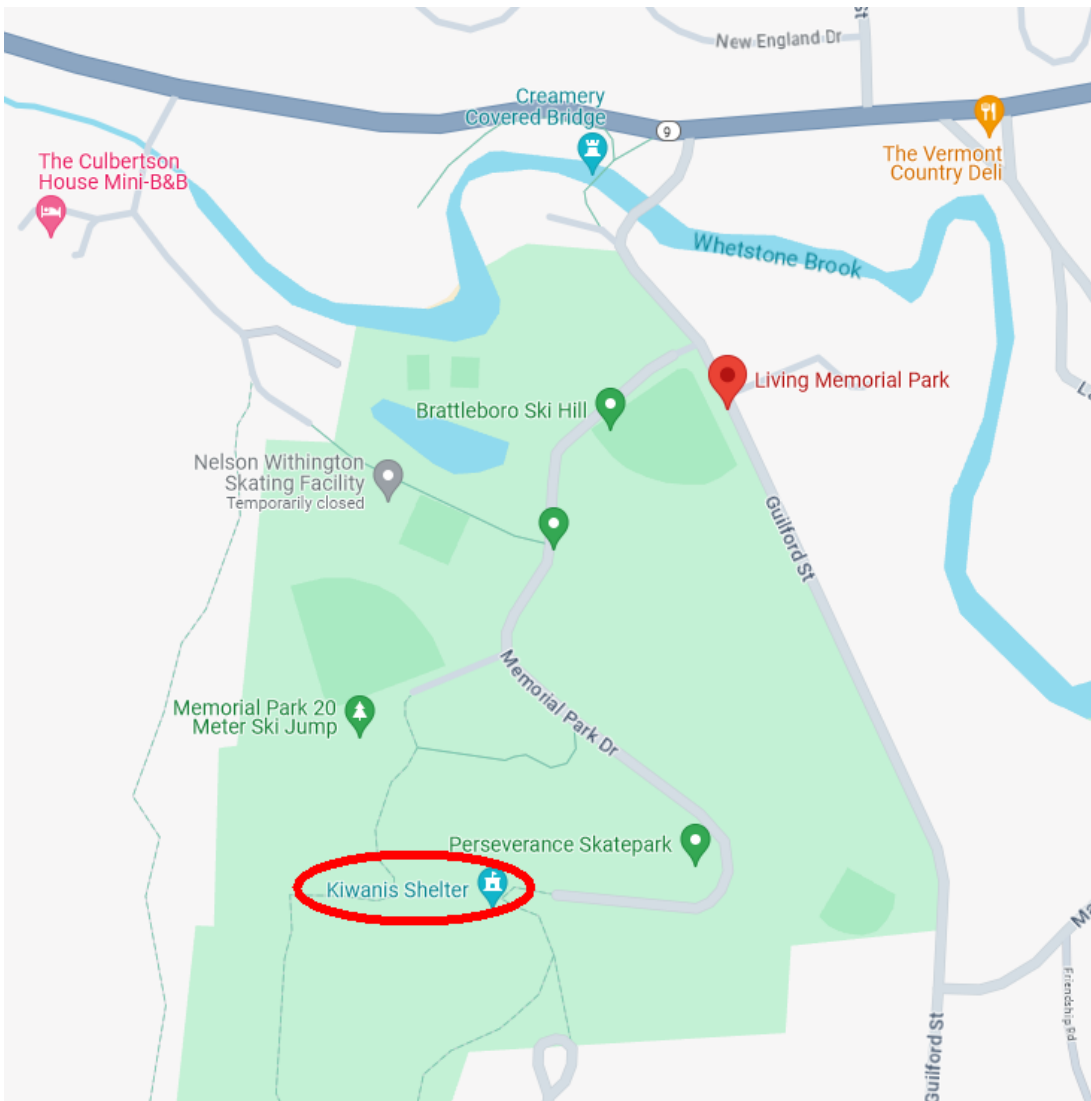 St
New England Dr
Creamery
Covered Bridge
9
The Vermont
Country Deli
The Culbertson
House Mini-B&B
Whetstone Brook
Living Memorial Park
Brattleboro Ski Hill
Nelson Withington
Skating Facility
Temporarily closed
Guilford St
Memorial Park Dr
Memorial Park 20
Meter Ski Jump
Perseverance Skatepark
Kiwanis Shelter
Friendship Rd
Guilford St